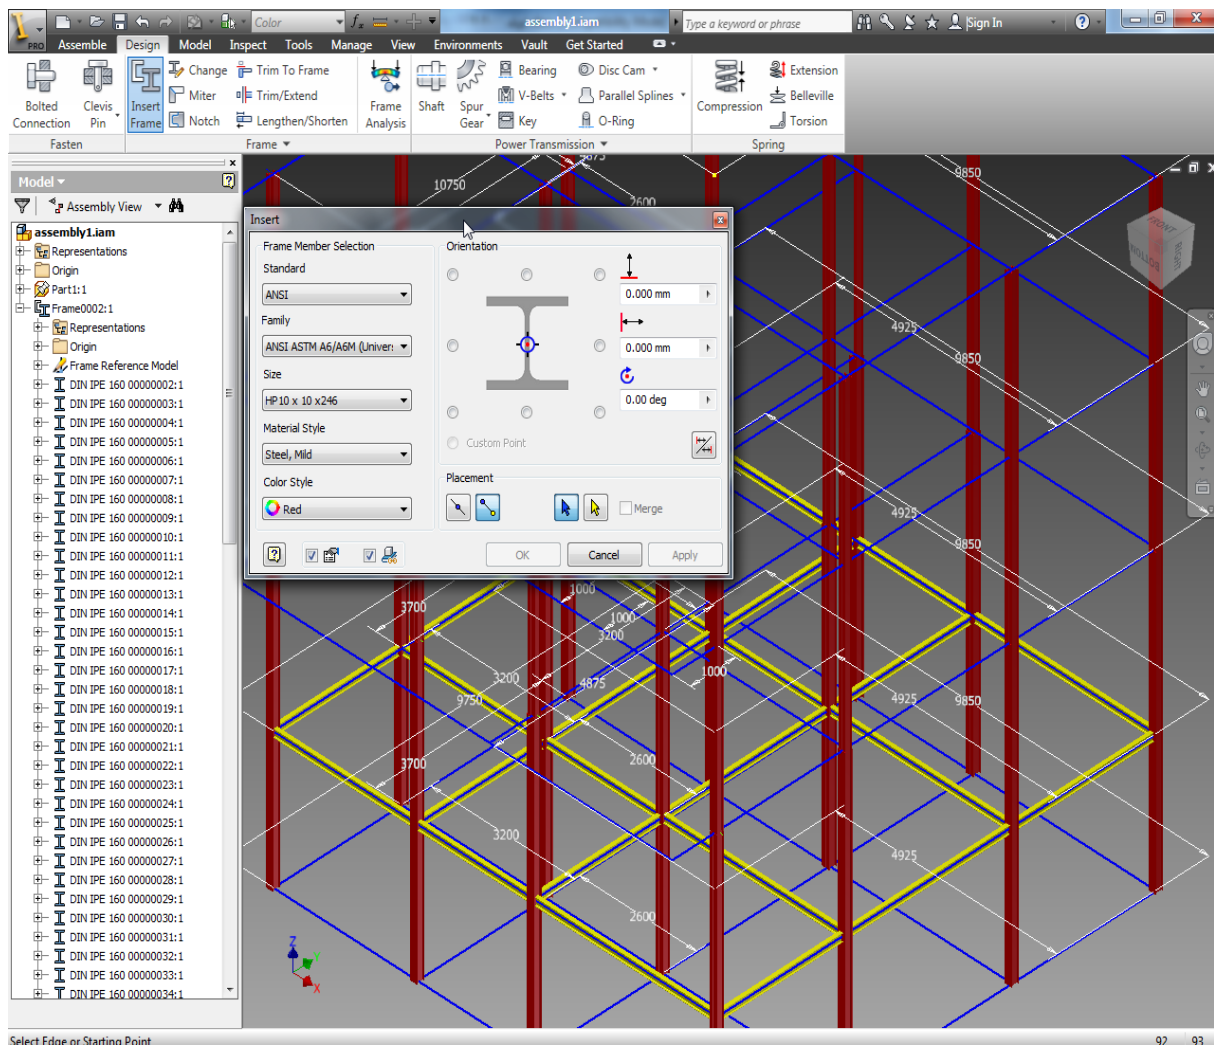 Color
assembly1.iam
Type a keyword or phrase
Sign In
PRO
Assemble Design Model Inspect Tools Manage View Environments Vault Get Started
Bolted Connection
Clevis Pin
Insert Frame
Change
Miter
Notch
Trim To Frame
Trim/Extend
Lengthen/Shorten
Frame Analysis
Shaft
Spur Gear
Bearing
V-Belts
Key
Disc Cam
Parallel Splines
O-Ring
Compression
Extension
Belleville
Torsion
Fasten
Frame
Power Transmission
Spring
Model
Assembly View
assembly1.iam
Representations
Origin
Part1:1
Frame0002:1
Representations
Origin
Frame Reference Model
DIN IPE 160 00000002:1
DIN IPE 160 00000003:1
DIN IPE 160 00000004:1
DIN IPE 160 00000005:1
DIN IPE 160 00000006:1
DIN IPE 160 00000007:1
DIN IPE 160 00000008:1
DIN IPE 160 00000009:1
DIN IPE 160 00000010:1
DIN IPE 160 00000011:1
DIN IPE 160 00000012:1
DIN IPE 160 00000013:1
DIN IPE 160 00000014:1
DIN IPE 160 00000015:1
DIN IPE 160 00000016:1
DIN IPE 160 00000017:1
DIN IPE 160 00000018:1
DIN IPE 160 00000019:1
DIN IPE 160 00000020:1
DIN IPE 160 00000021:1
DIN IPE 160 00000022:1
DIN IPE 160 00000023:1
DIN IPE 160 00000024:1
DIN IPE 160 00000025:1
DIN IPE 160 00000026:1
DIN IPE 160 00000027:1
DIN IPE 160 00000028:1
DIN IPE 160 00000029:1
DIN IPE 160 00000030:1
DIN IPE 160 00000031:1
DIN IPE 160 00000032:1
DIN IPE 160 00000033:1
DIN IPE 160 00000034:1
Insert
Frame Member Selection
Standard
ANSI
Family
ANSI ASTM A6/A6M (Univers
Size
HP10 x 10 x246
Material Style
Steel, Mild
Color Style
Red
Orientation
0.000 mm
0.000 mm
0.00 deg
Custom Point
Placement
Merge
OK
Cancel
Apply
10750
2600
9850
4925
9850
4925
9850
FRONT
BOTTOM
1000
3700
1000
3200
3200
4875
1000
9750
4925
9850
3700
2600
3200
4925
2600
Z
Y
X
Select Edge or Starting Point
92 93